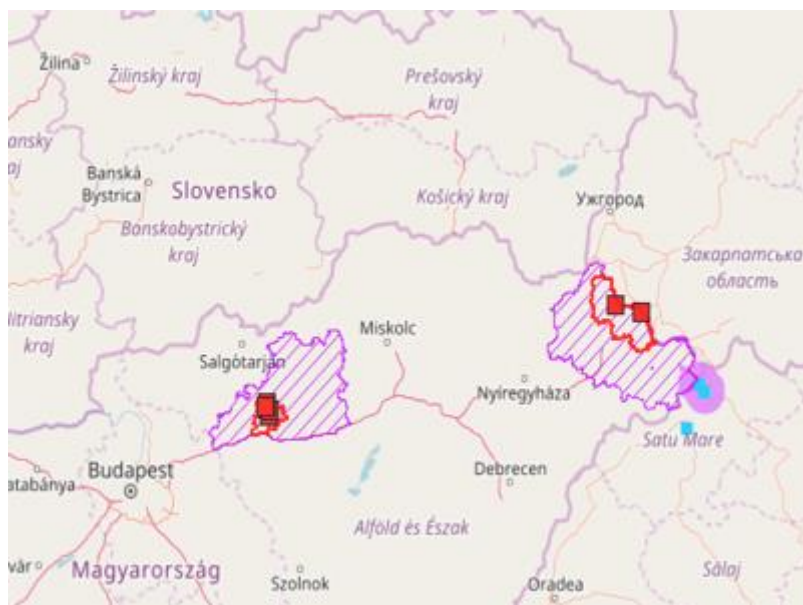 Žilina
Žilinský kraj
Prešovský
kraj
ansky
aj
Banská
Bystrica
Slovensko
Košický kraj
Ужгород
Banskobystrický
kraj
Закарпатська
область
Nitriansky
kraj
Miskolc
Salgótarján
Nyíregyháza
Satu Mare
Budapest
Debrecen
atabánya
Alföld és Észak
vár
Magyarország
Szolnok
Oradea
Sălaj